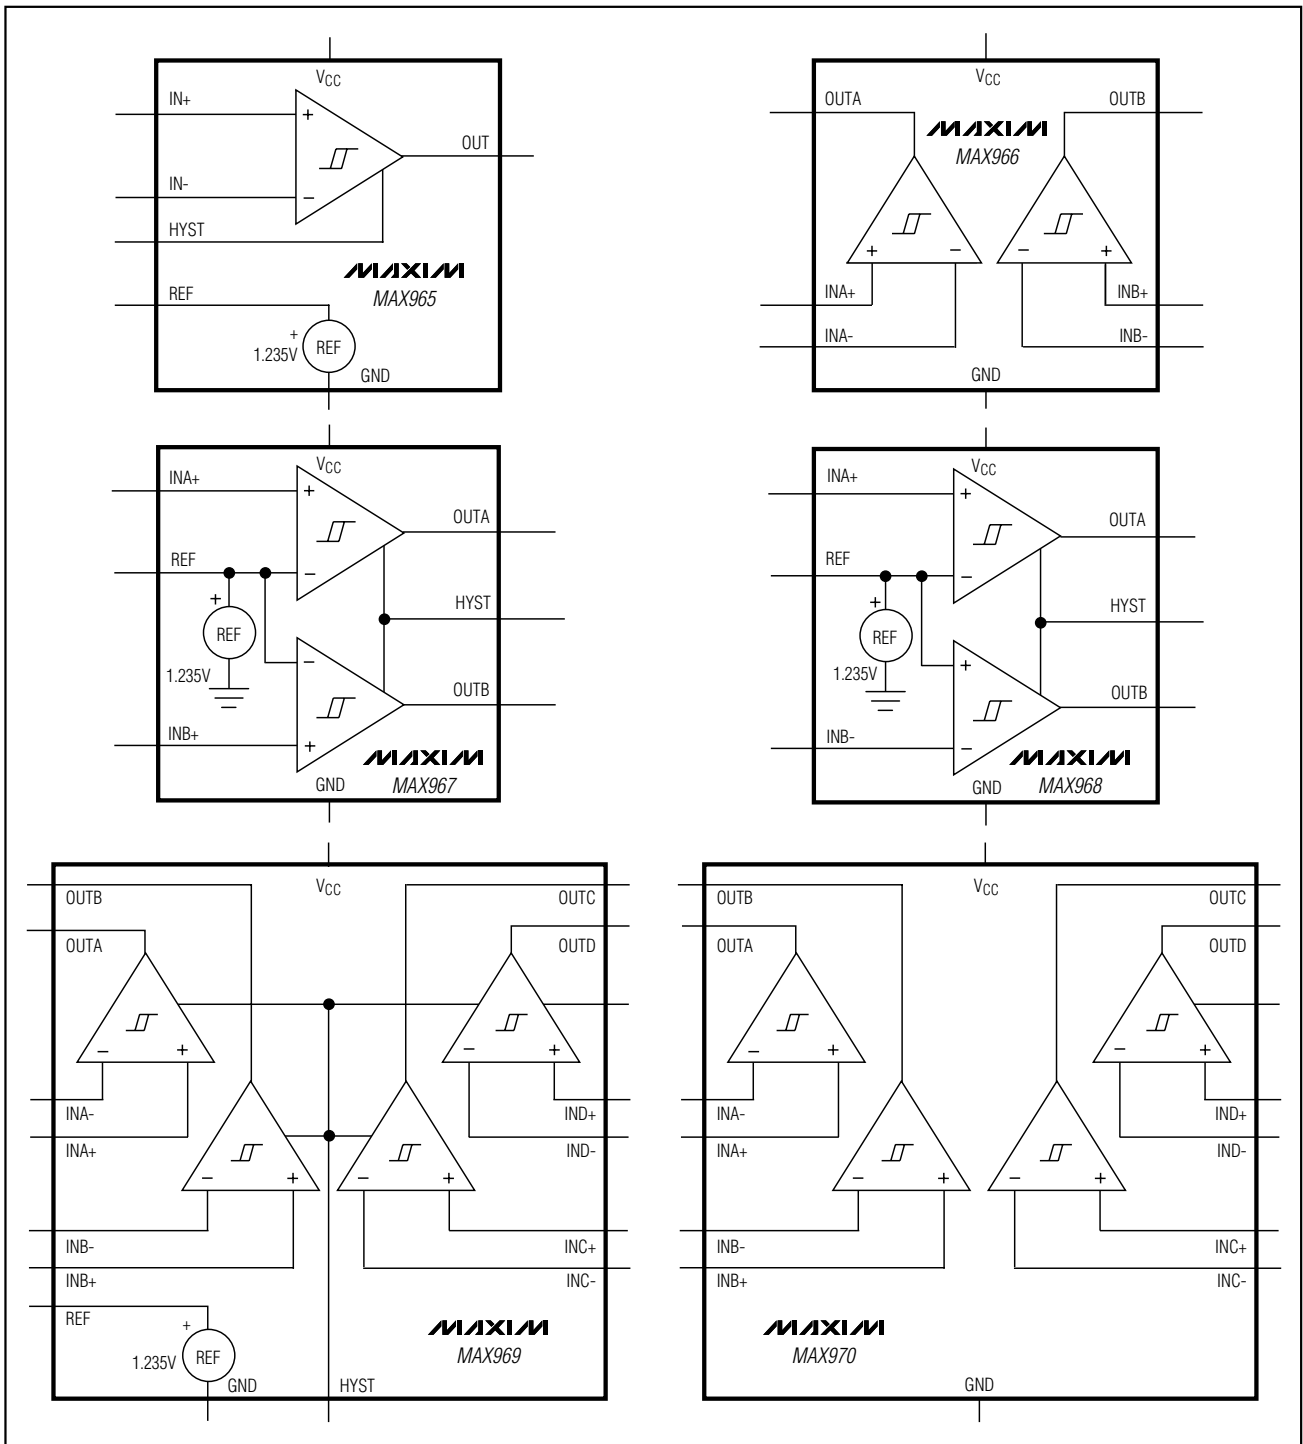 VCC
IN+
+
OUT
IN-
−
HYST
MAXIM
MAX965
REF
+
1.235V
REF
GND
VCC
OUTA
OUTB
MAXIM
MAX966
+
−
−
+
INA+
INB+
INA-
INB-
GND
VCC
INA+
+
OUTA
REF
−
+
HYST
REF
−
1.235V
OUTB
INB+
+
MAXIM
GND
MAX967
VCC
INA+
+
OUTA
REF
−
+
HYST
REF
+
1.235V
OUTB
INB-
−
MAXIM
GND
MAX968
VCC
OUTB
OUTC
OUTA
OUTD
−
+
−
+
INA-
IND+
INA+
IND-
−
+
−
+
INB-
INC+
INB+
INC-
REF
+
1.235V
REF
MAXIM
MAX969
GND
HYST
VCC
OUTB
OUTC
OUTA
OUTD
−
+
−
+
INA-
IND+
INA+
IND-
−
+
−
+
INB-
INC+
INB+
INC-
MAXIM
MAX970
GND